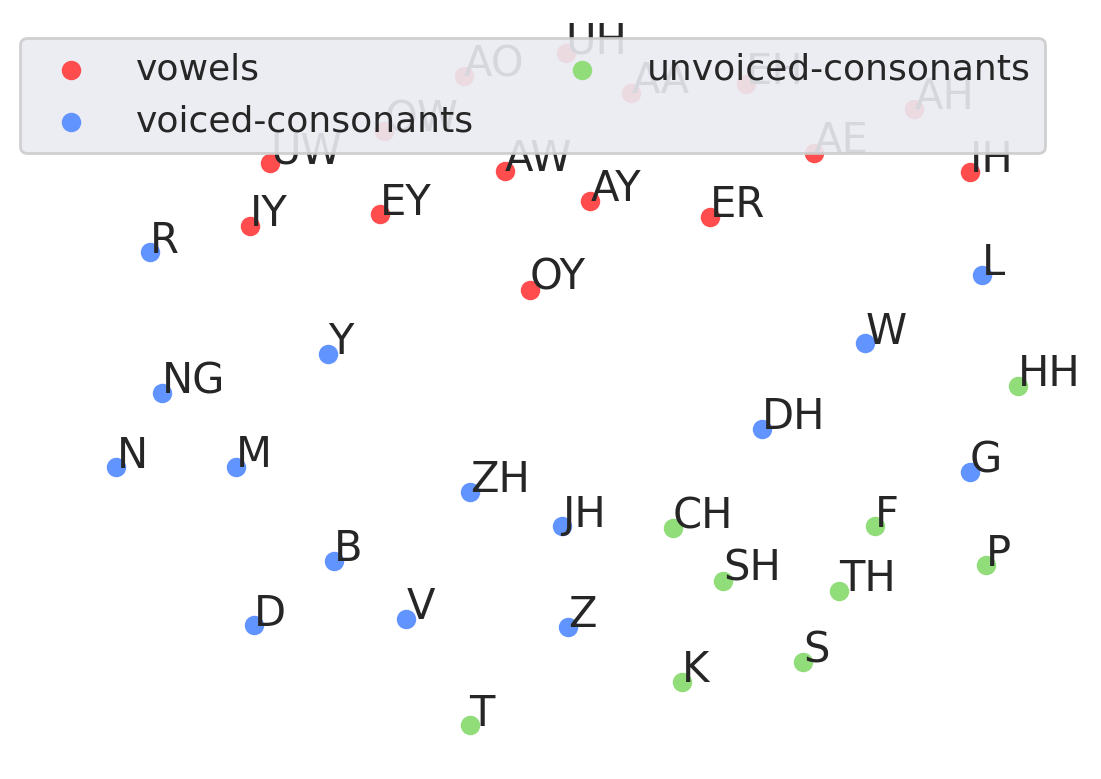 UH
AO
EH
vowels
unvoiced-consonants
AA
AH
OW
voiced-consonants
AE
UW
AW
IH
AY
EY
ER
IY
R
L
OY
W
Y
HH
NG
DH
N
M
G
ZH
JH
CH
F
B
P
SH
TH
D
V
Z
S
K
T